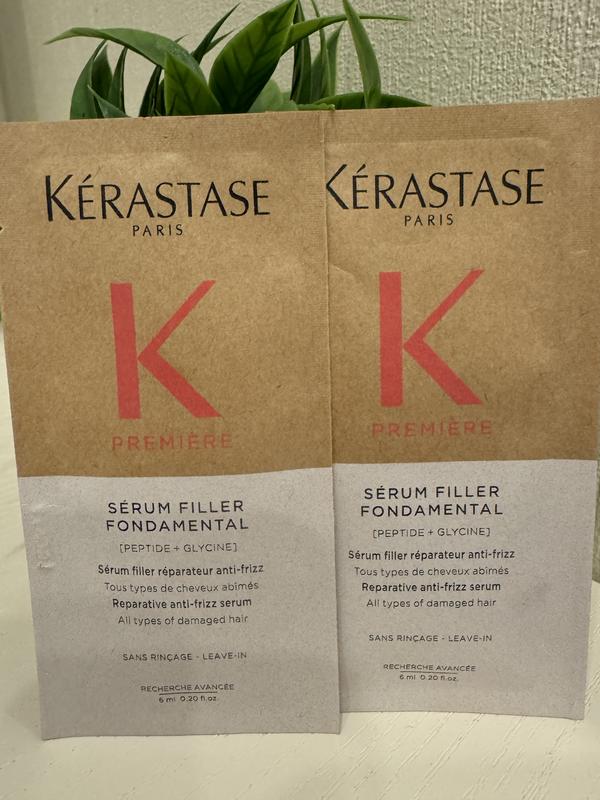 KÉRASTASE
PARIS
K
PREMIÈRE
SÉRUM FILLER
FONDAMENTAL
[PEPTIDE + GLYCINE]
Sérum filler réparateur anti-frizz
Tous types de cheveux abîmés
Reparative anti-frizz serum
All types of damaged hair
SANS RINÇAGE - LEAVE-IN
RECHERCHE AVANCÉE
6 ml 0.20 fl.oz.
KÉRASTASE
PARIS
K
PREMIÈRE
SÉRUM FILLER
FONDAMENTAL
[PEPTIDE + GLYCINE]
Sérum filler réparateur anti-frizz
Tous types de cheveux abîmés
Reparative anti-frizz serum
All types of damaged hair
SANS RINÇAGE - LEAVE-IN
RECHERCHE AVANCÉE
6 ml 0.20 fl.oz.